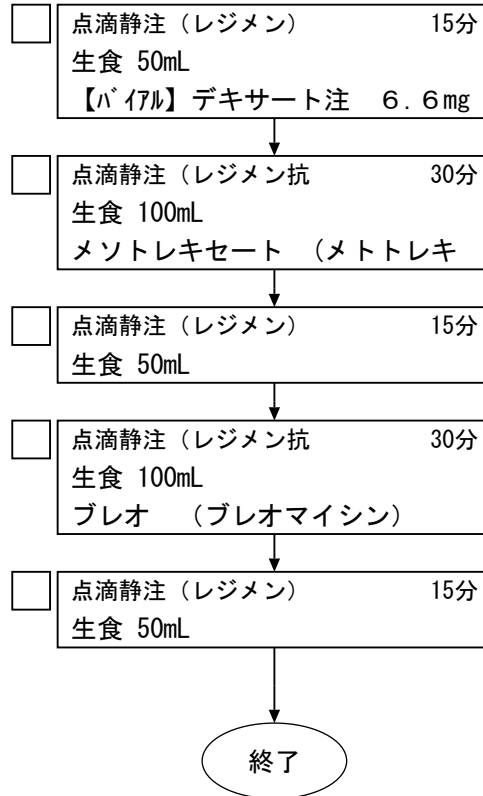 点滴静注（レジメン） 15分
生食 50mL
【ﾊﾞｲｱﾙ】デキサート注 ６.６mg
点滴静注（レジメン抗 30分
生食 100mL
メソトレキセート （メトトレキ
点滴静注（レジメン） 15分
生食 50mL
点滴静注（レジメン抗 30分
生食 100mL
ブレオ （ブレオマイシン）
点滴静注（レジメン） 15分
生食 50mL
終了